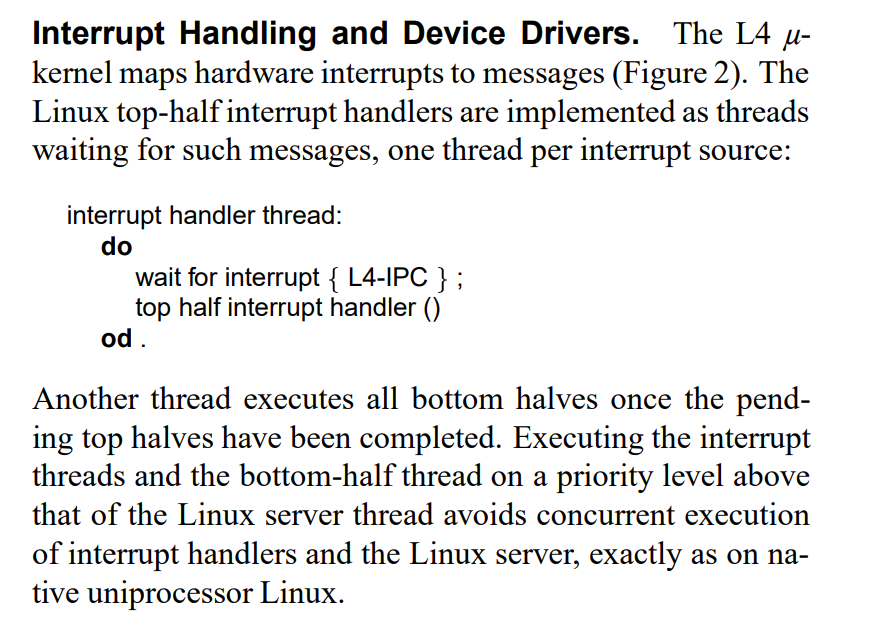 Interrupt Handling and Device Drivers. The L4 μ-
kernel maps hardware interrupts to messages (Figure 2). The
Linux top-half interrupt handlers are implemented as threads
waiting for such messages, one thread per interrupt source:
interrupt handler thread:
do
wait for interrupt { L4-IPC } ;
top half interrupt handler ()
od .
Another thread executes all bottom halves once the pend-
ing top halves have been completed. Executing the interrupt
threads and the bottom-half thread on a priority level above
that of the Linux server thread avoids concurrent execution
of interrupt handlers and the Linux server, exactly as on na-
tive uniprocessor Linux.